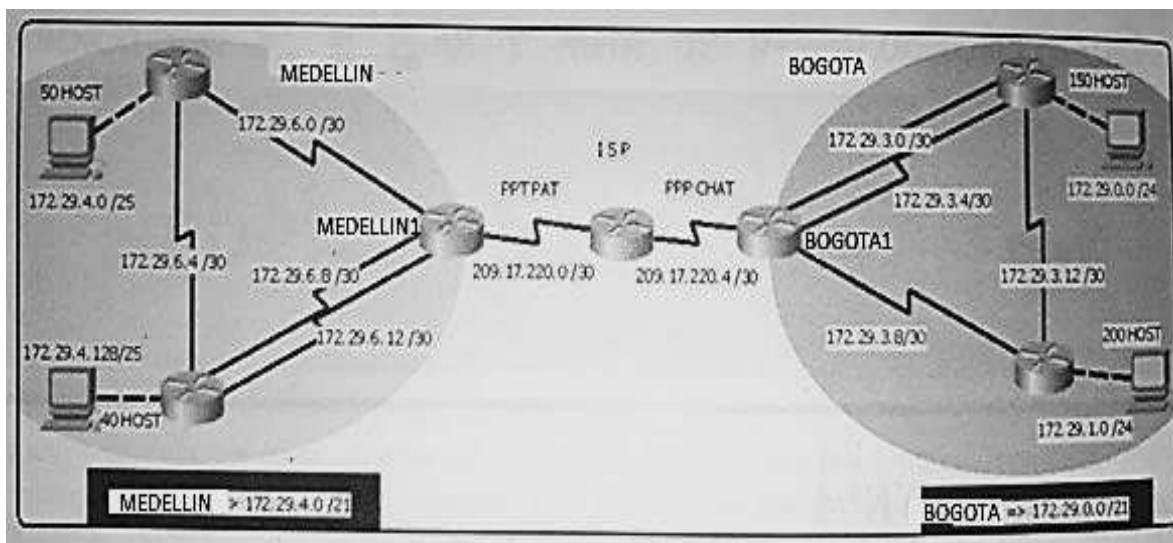 MEDELLIN
BOGOTA
50 HOST
150 HOST
172.29.6.0 /30
172.29.3.0 /30
ISP
172.29.4.0 /25
PPTPAT
PPP CHAT
172.29.3.4/30
172.29.0.0/24
MEDELLIN1
BOGOTA1
172.29.6.4 /30
172.29.6.8 /30
209.17.220.0 /30
209.17.220.4 /30
172.29.3.12/30
172.29.6.12 /30
172.29.3.8/30
172.29.4.128/25
200 HOST
40 HOST
172.29.1.0/24
MEDELLIN > 172.29.4.0 /21
BOGOTA => 172.29.0.0/21